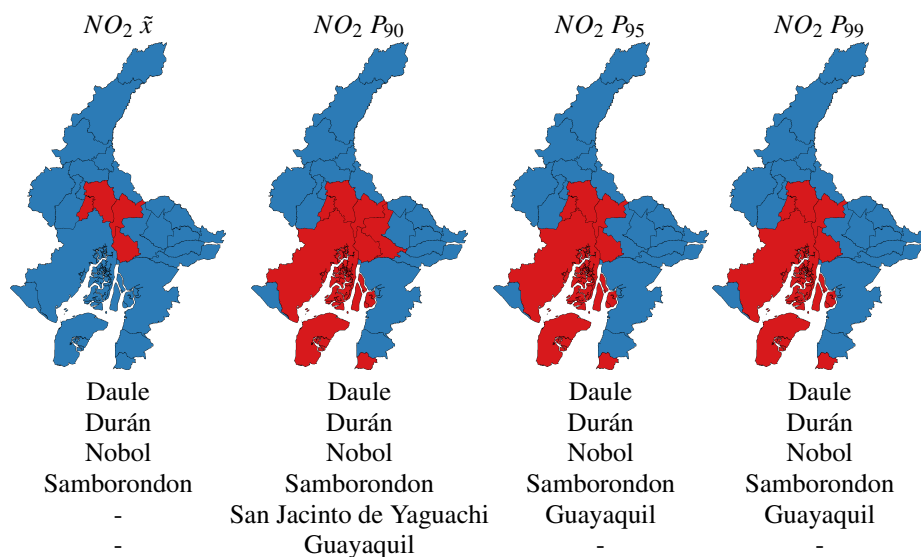 NO₂ x̃ NO₂ P₉₀ NO₂ P₉₅ NO₂ P₉₉
Daule Daule Daule Daule
Durán Durán Durán Durán
Nobol Nobol Nobol Nobol
Samborondon Samborondon Samborondon Samborondon
- San Jacinto de Yaguachi Guayaquil Guayaquil
- Guayaquil - -